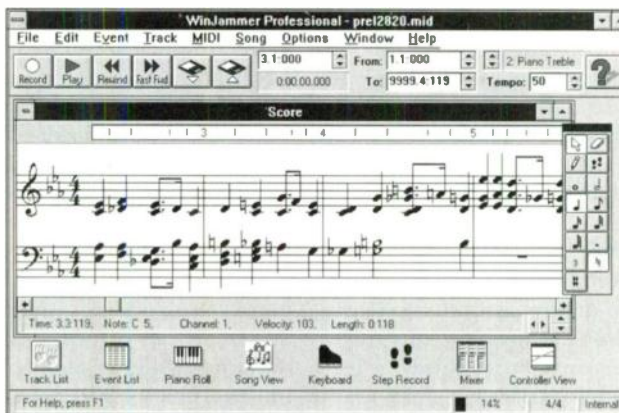 WinJammer Professional - prel2820.mid
File Edit Event Track MIDI Song Options Window Help
3.1:000 From: 1.1:000 2: Piano Treble
Record Play Rewind Fast Fwd 0:00:00.000 To: 9999.4:119 Tempo: 50
Score
3 4 5
Time: 3.3:119, Note: C 5, Channel: 1, Velocity: 103, Length: 0:118
Track List Event List Piano Roll Song View Keyboard Step Record Mixer Controller View
For Help, press F1 14% 4/4 Internal